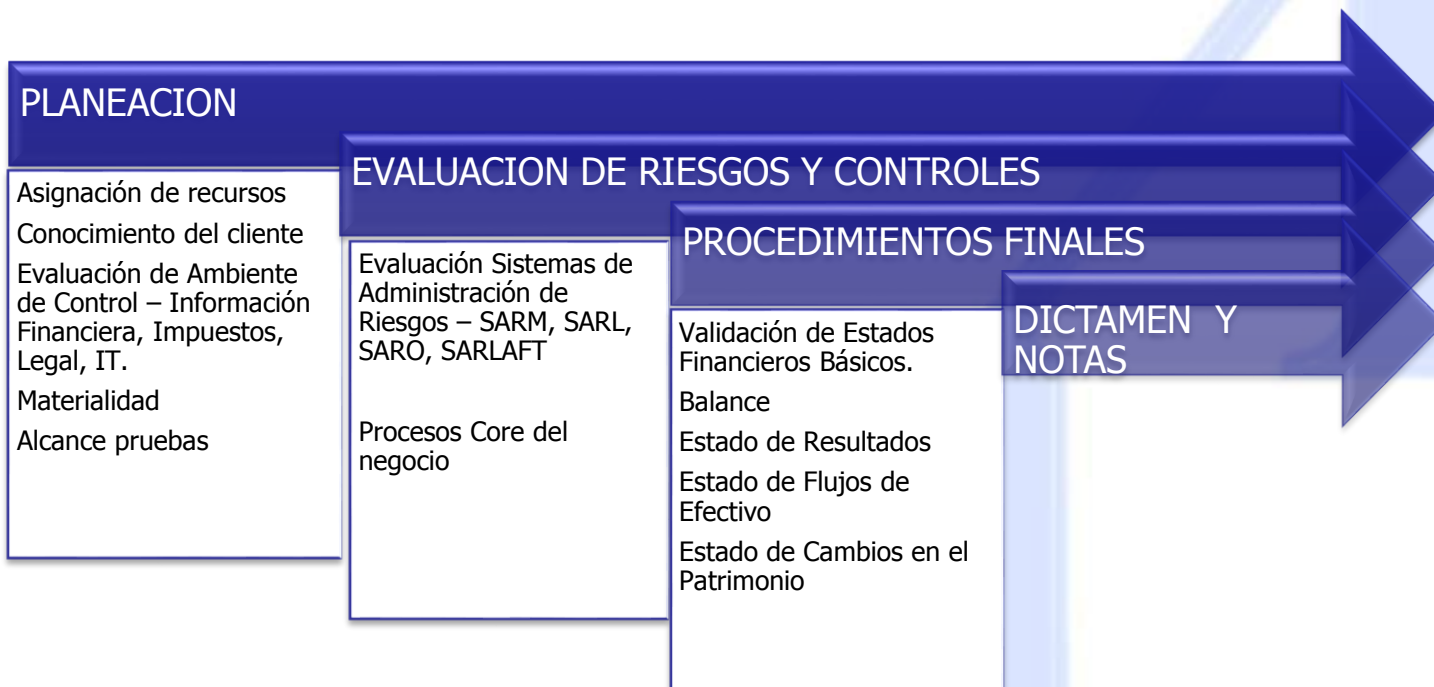 PLANEACION
Asignación de recursos
Conocimiento del cliente
Evaluación de Ambiente
de Control – Información
Financiera, Impuestos,
Legal, IT.
Materialidad
Alcance pruebas
EVALUACION DE RIESGOS Y CONTROLES
Evaluación Sistemas de
Administración de
Riesgos – SARM, SARL,
SARO, SARLAFT
Procesos Core del
negocio
PROCEDIMIENTOS FINALES
Validación de Estados
Financieros Básicos.
Balance
Estado de Resultados
Estado de Flujos de
Efectivo
Estado de Cambios en el
Patrimonio
DICTAMEN Y
NOTAS